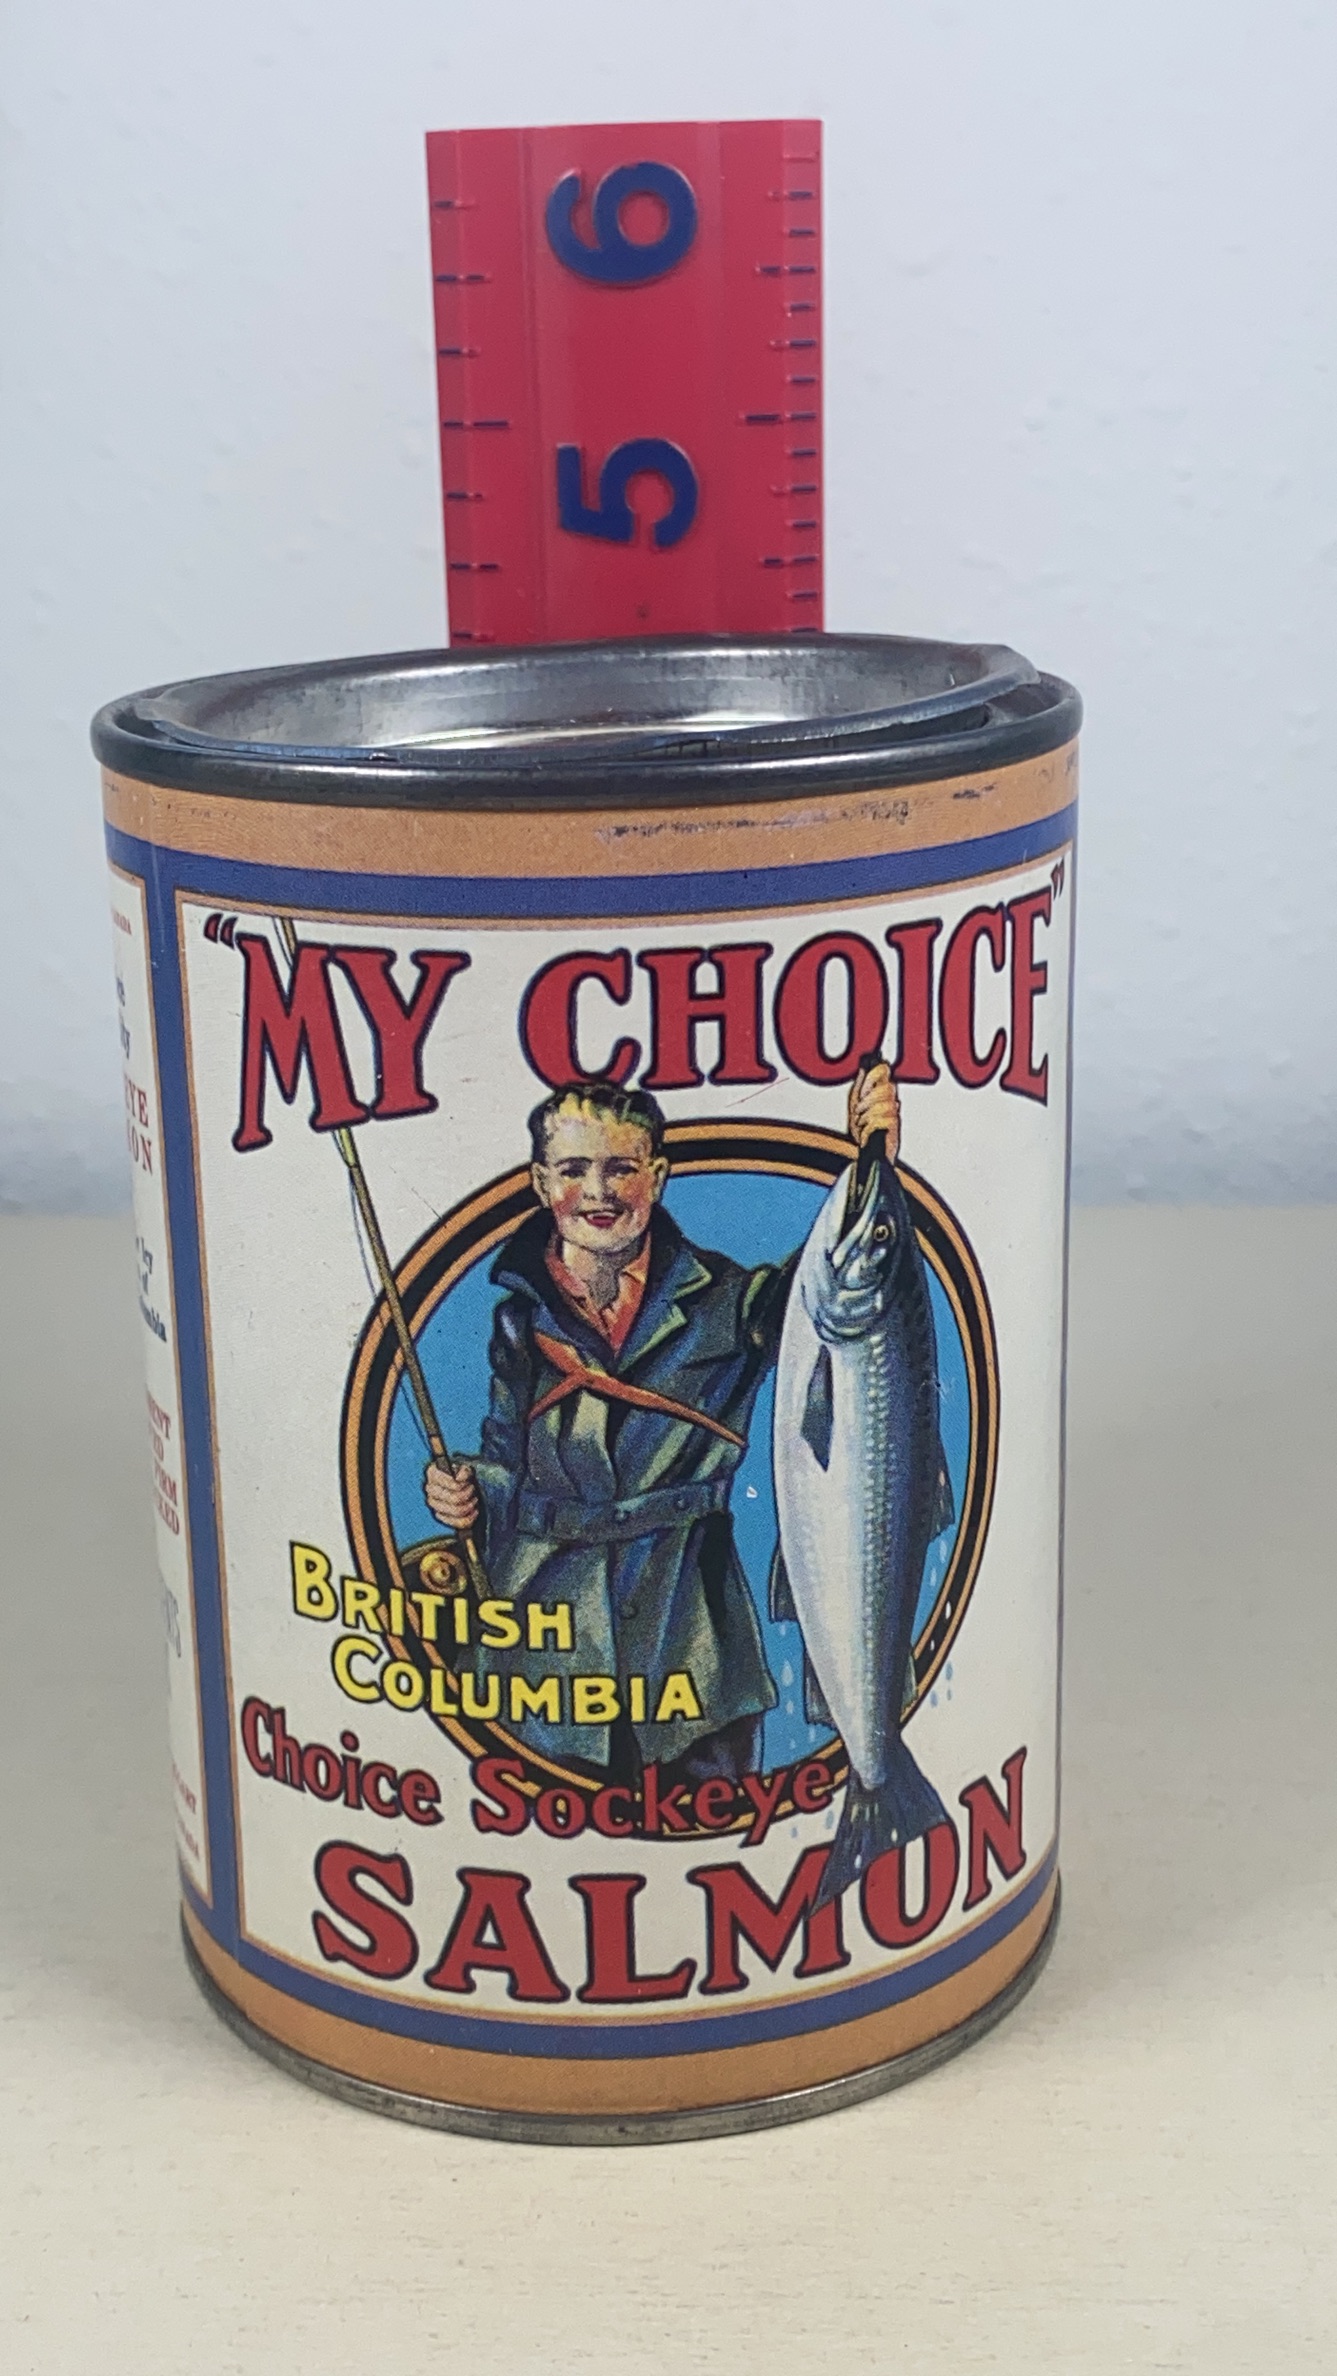 6
5
"MY CHOICE"
BRITISH
COLUMBIA
Choice Sockeye
SALMON